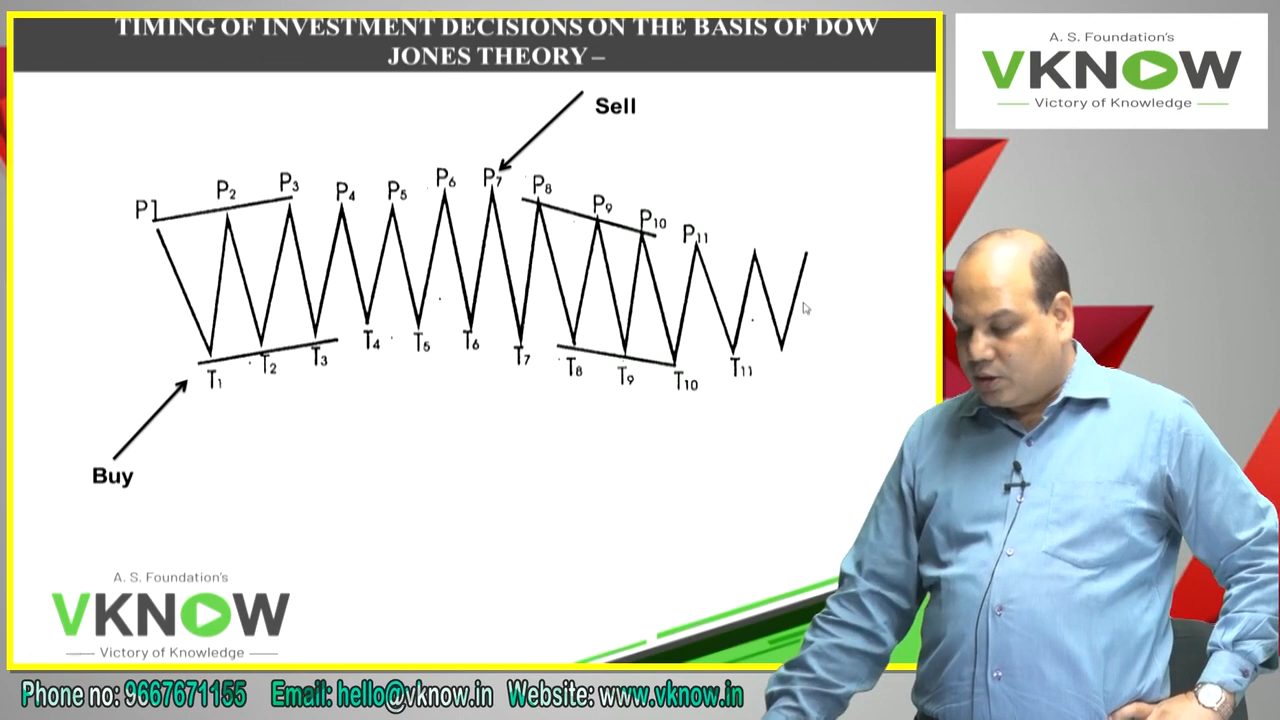 TIMING OF INVESTMENT DECISIONS ON THE BASIS OF DOW
JONES THEORY –
A. S. Foundation's
VKNOW
Victory of Knowledge
Sell
P1 P2 P3 P4 P5 P6 P7 P8 P9 P10 P11
T1 T2 T3 T4 T5 T6 T7 T8 T9 T10 T11
Buy
A. S. Foundation's
VKNOW
Victory of Knowledge
Phone no: 9667671155 Email: hello@vknow.in Website: www.vknow.in